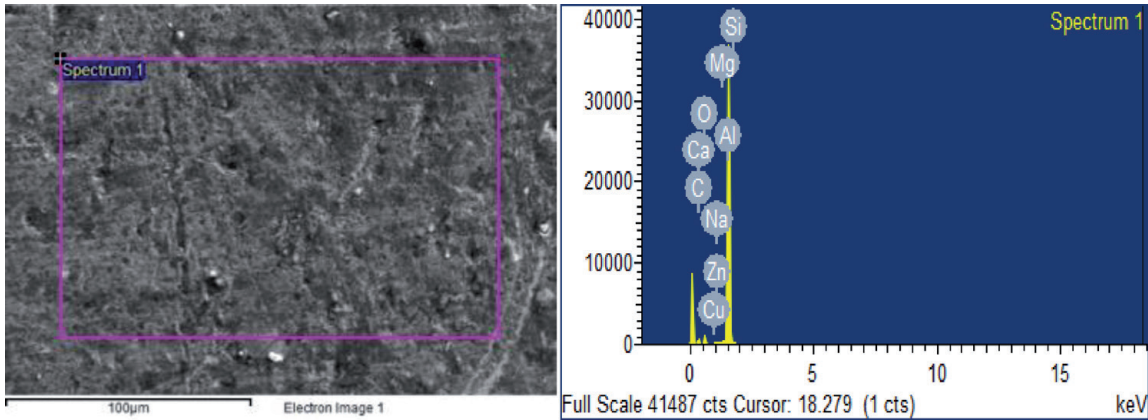 Spectrum 1
100µm
Electron Image 1
Spectrum 1
40000
30000
20000
10000
0
Si
Mg
O
Al
Ca
C
Na
Zn
Cu
0 5 10 15
Full Scale 41487 cts Cursor: 18.279 (1 cts) keV